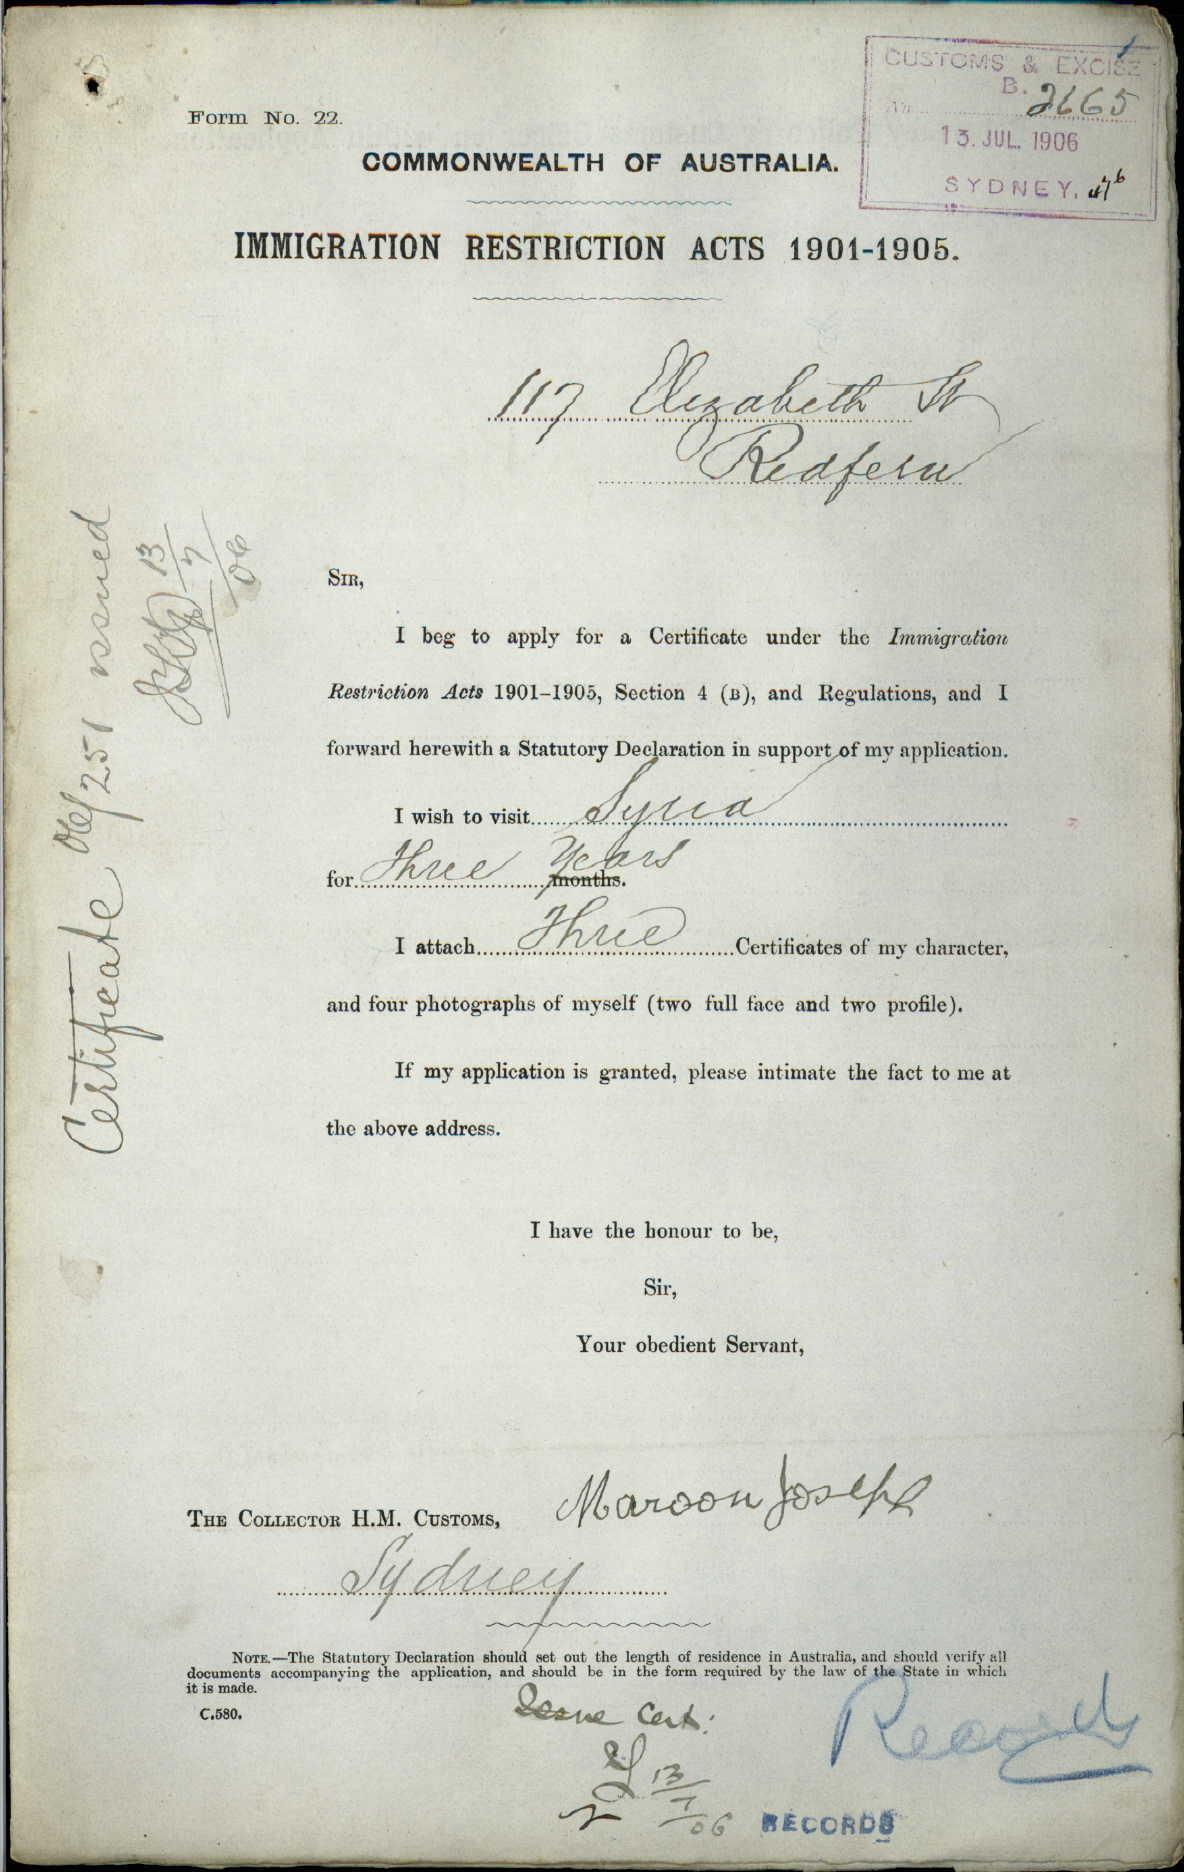 CUSTOMS & EXCISE
B.
2665
13. JUL. 1906
SYDNEY.
Form No. 22.
COMMONWEALTH OF AUSTRALIA.
IMMIGRATION RESTRICTION ACTS 1901-1905.
117 Elizabeth St
Redfern
SIR,
I beg to apply for a Certificate under the Immigration
Restriction Acts 1901–1905, Section 4 (B), and Regulations, and I
forward herewith a Statutory Declaration in support of my application.
I wish to visit Syria
for three Years months.
I attach Three Certificates of my character,
and four photographs of myself (two full face and two profile).
If my application is granted, please intimate the fact to me at
the above address.
I have the honour to be,
Sir,
Your obedient Servant,
Maroon Joseph
THE COLLECTOR H.M. CUSTOMS,
Sydney
NOTE.—The Statutory Declaration should set out the length of residence in Australia, and should verify all
documents accompanying the application, and should be in the form required by the law of the State in which
it is made.
C.580.
Cert:
13/7/06
Records
RECORDS
Certificate 06/251 issued
13/7/06